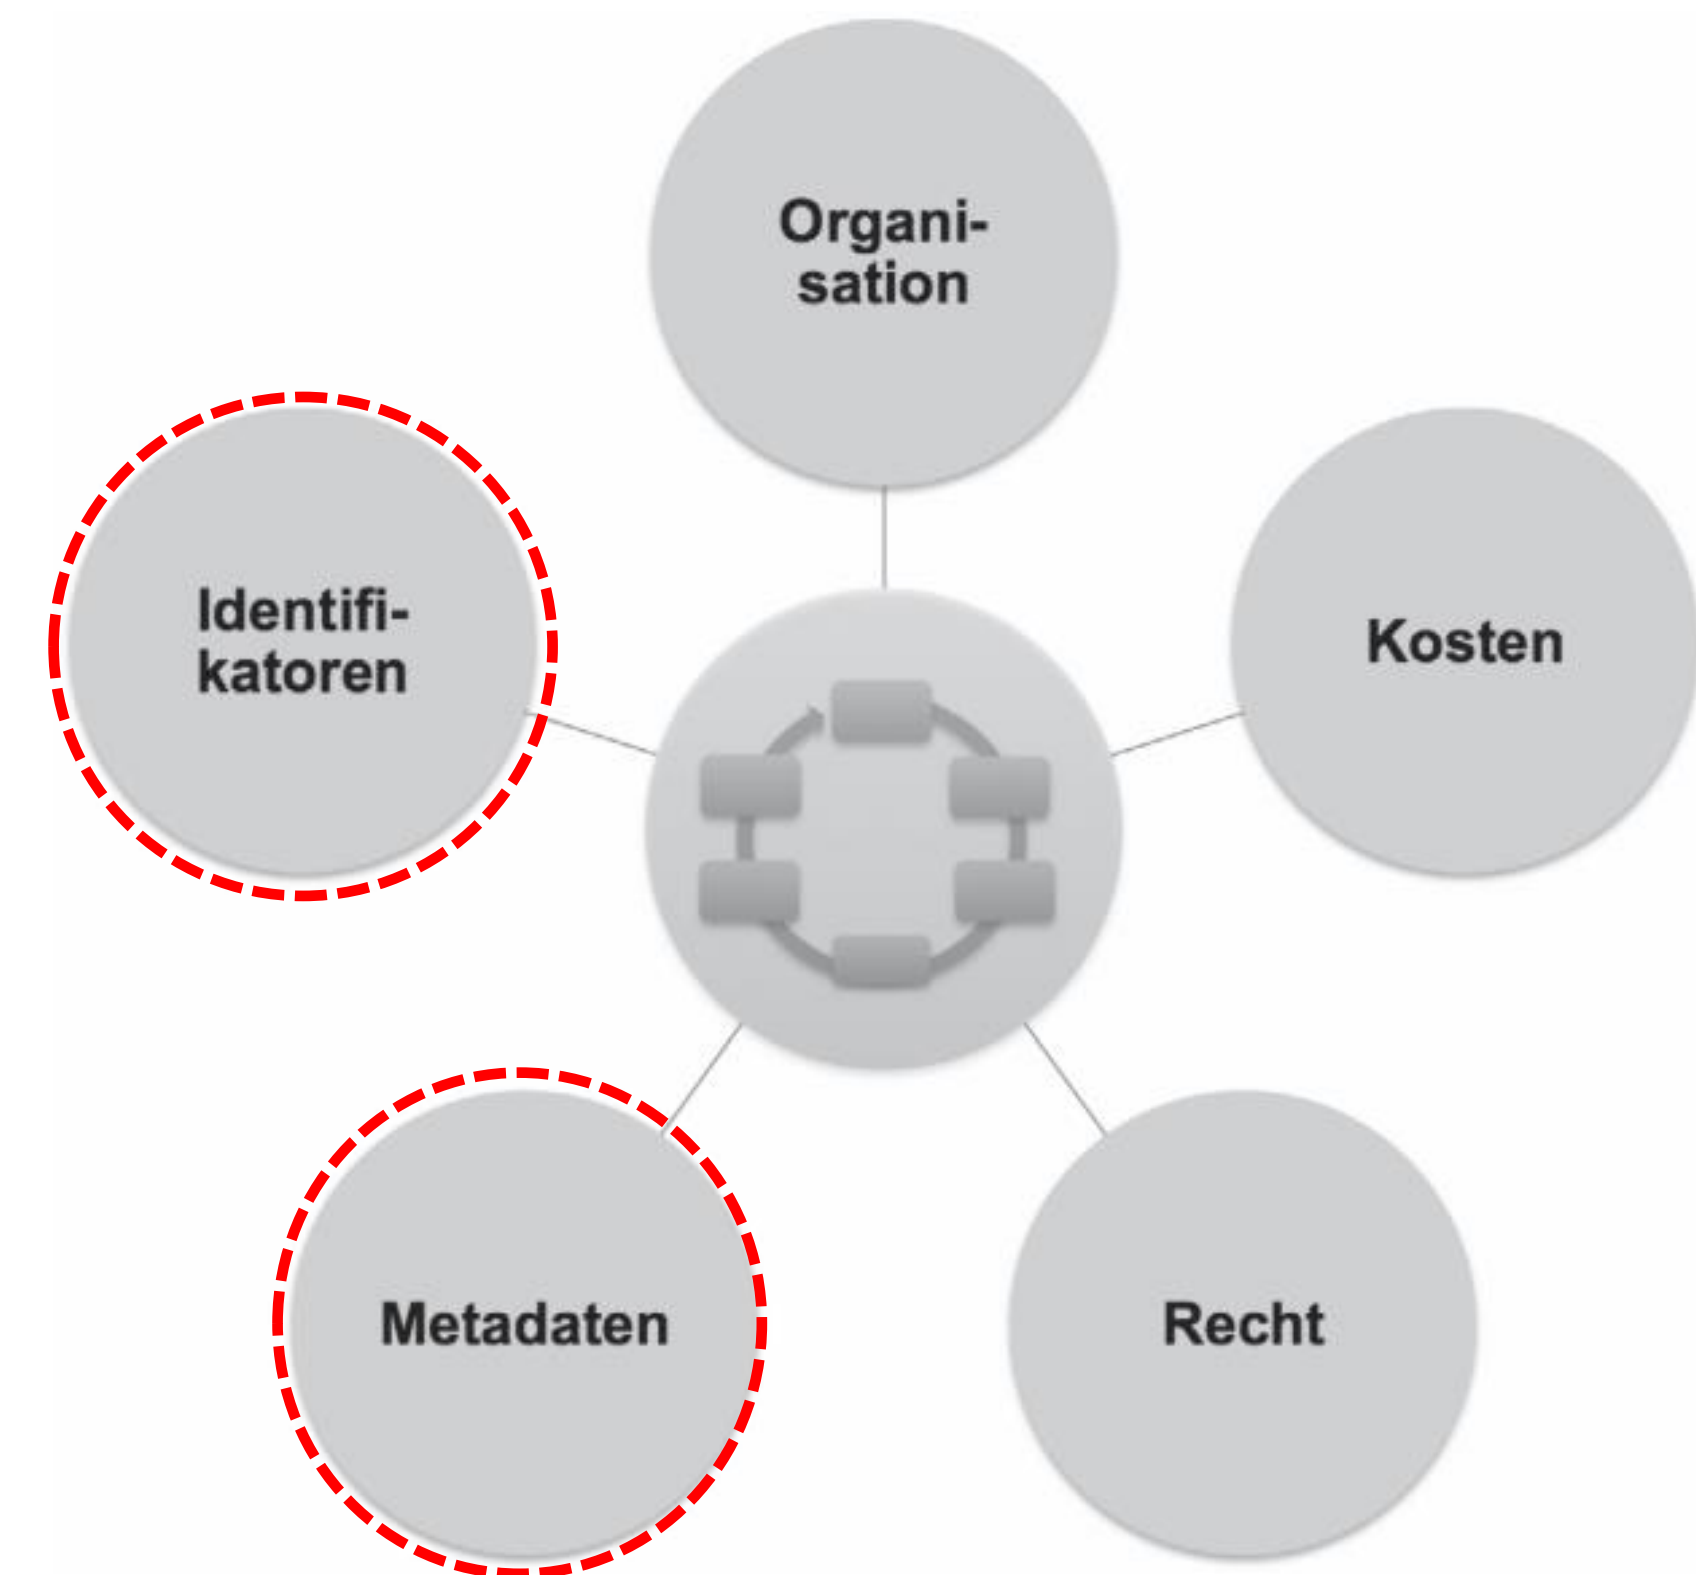 Organi-
sation
Identifi-
katoren
Kosten
Metadaten
Recht